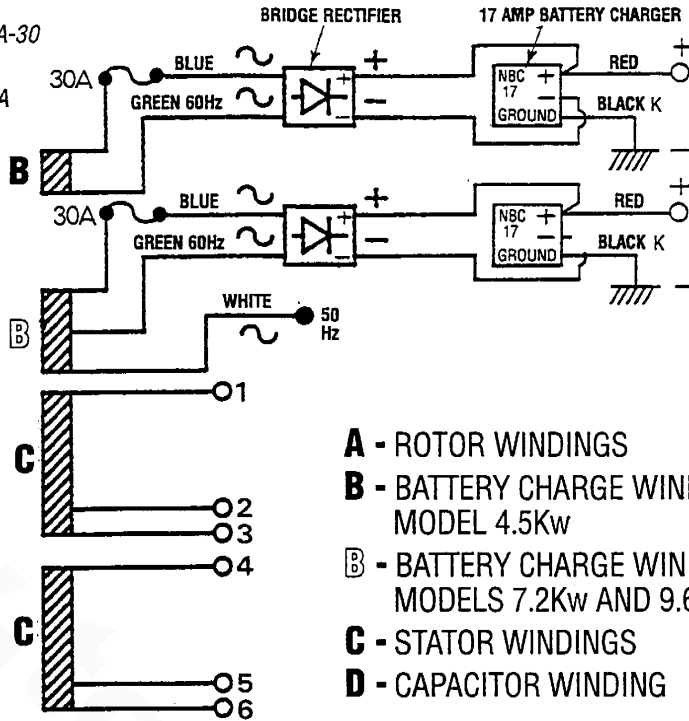 A-30
A
BRIDGE RECTIFIER
17 AMP BATTERY CHARGER
30A
BLUE
GREEN 60Hz
+
−
+
−
NBC +
17 −
GROUND
RED
+
BLACK K
−
B
30A
BLUE
GREEN 60Hz
+
−
+
−
NBC +
17 −
GROUND
RED
+
BLACK K
−
B
WHITE
50
Hz
C
1
2
3
C
4
5
6
A - ROTOR WINDINGS
B - BATTERY CHARGE
MODEL 4.5Kw
B - BATTERY CHARGE WIN
MODELS 7.2Kw AND 9.6
C - STATOR WINDINGS
D - CAPACITOR WINDING